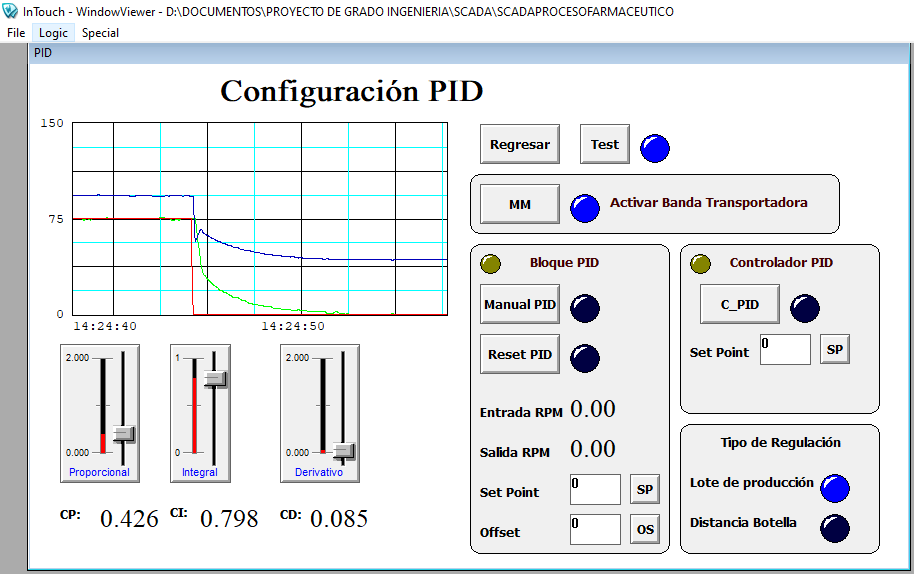 InTouch - WindowViewer - D:\DOCUMENTOS\PROYECTO DE GRADO INGENIERIA\SCADA\SCADAPROCESOFARMACEUTICO
File Logic Special
PID
Configuración PID
150
75
0
14:24:40 14:24:50
Regresar Test
MM Activar Banda Transportadora
Bloque PID
Manual PID
Reset PID
Entrada RPM 0.00
Salida RPM 0.00
Set Point 0 SP
Offset 0 OS
Controlador PID
C_PID
Set Point 0 SP
Tipo de Regulación
Lote de producción
Distancia Botella
2.000
0.000
Proporcional
1
0
Integral
2.000
0.000
Derivativo
CP: 0.426 CI: 0.798 CD: 0.085